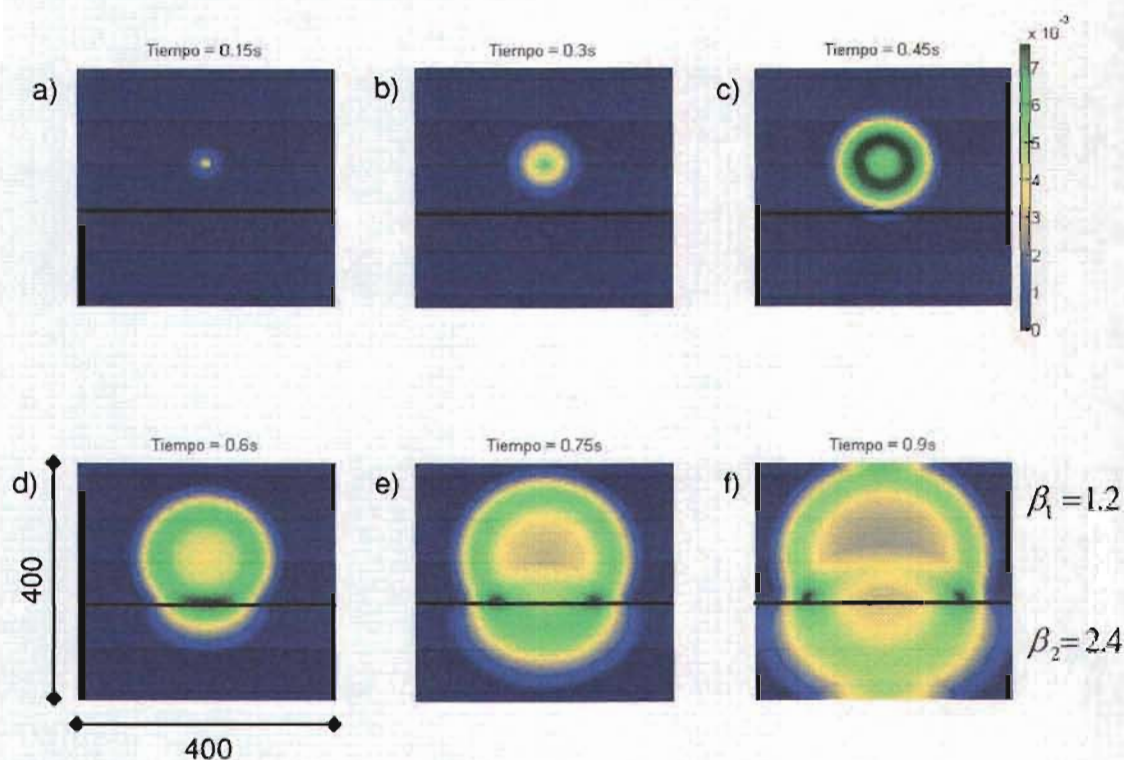 x 10⁻³
Tiempo = 0.15s
Tiempo = 0.3s
Tiempo = 0.45s
a)
b)
c)
7
6
5
4
3
2
1
0
Tiempo = 0.6s
Tiempo = 0.75s
Tiempo = 0.9s
d)
e)
f)
β₁ = 1.2
400
β₂ = 2.4
400